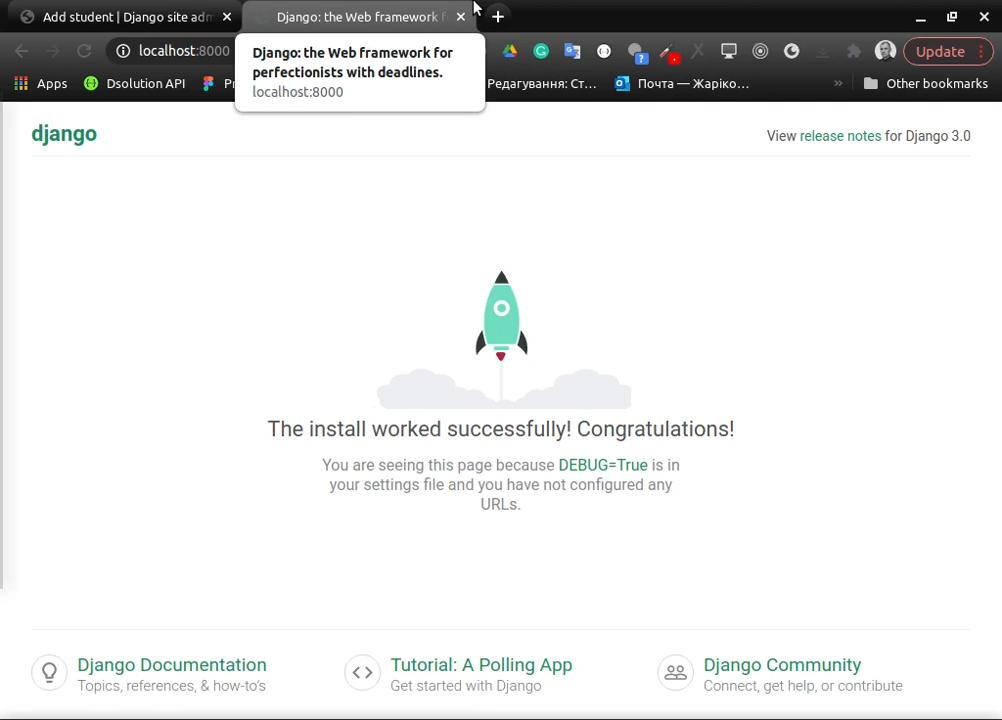 Add student | Django site adm
Django: the Web framework f
localhost:8000
Update
Django: the Web framework for
perfectionists with deadlines.
localhost:8000
Apps
Dsolution API
Редагування: Ст…
Почта — Жаріко…
»
Other bookmarks
django
View release notes for Django 3.0
The install worked successfully! Congratulations!
You are seeing this page because DEBUG=True is in
your settings file and you have not configured any
URLs.
Django Documentation
Topics, references, & how-to's
Tutorial: A Polling App
Get started with Django
Django Community
Connect, get help, or contribute